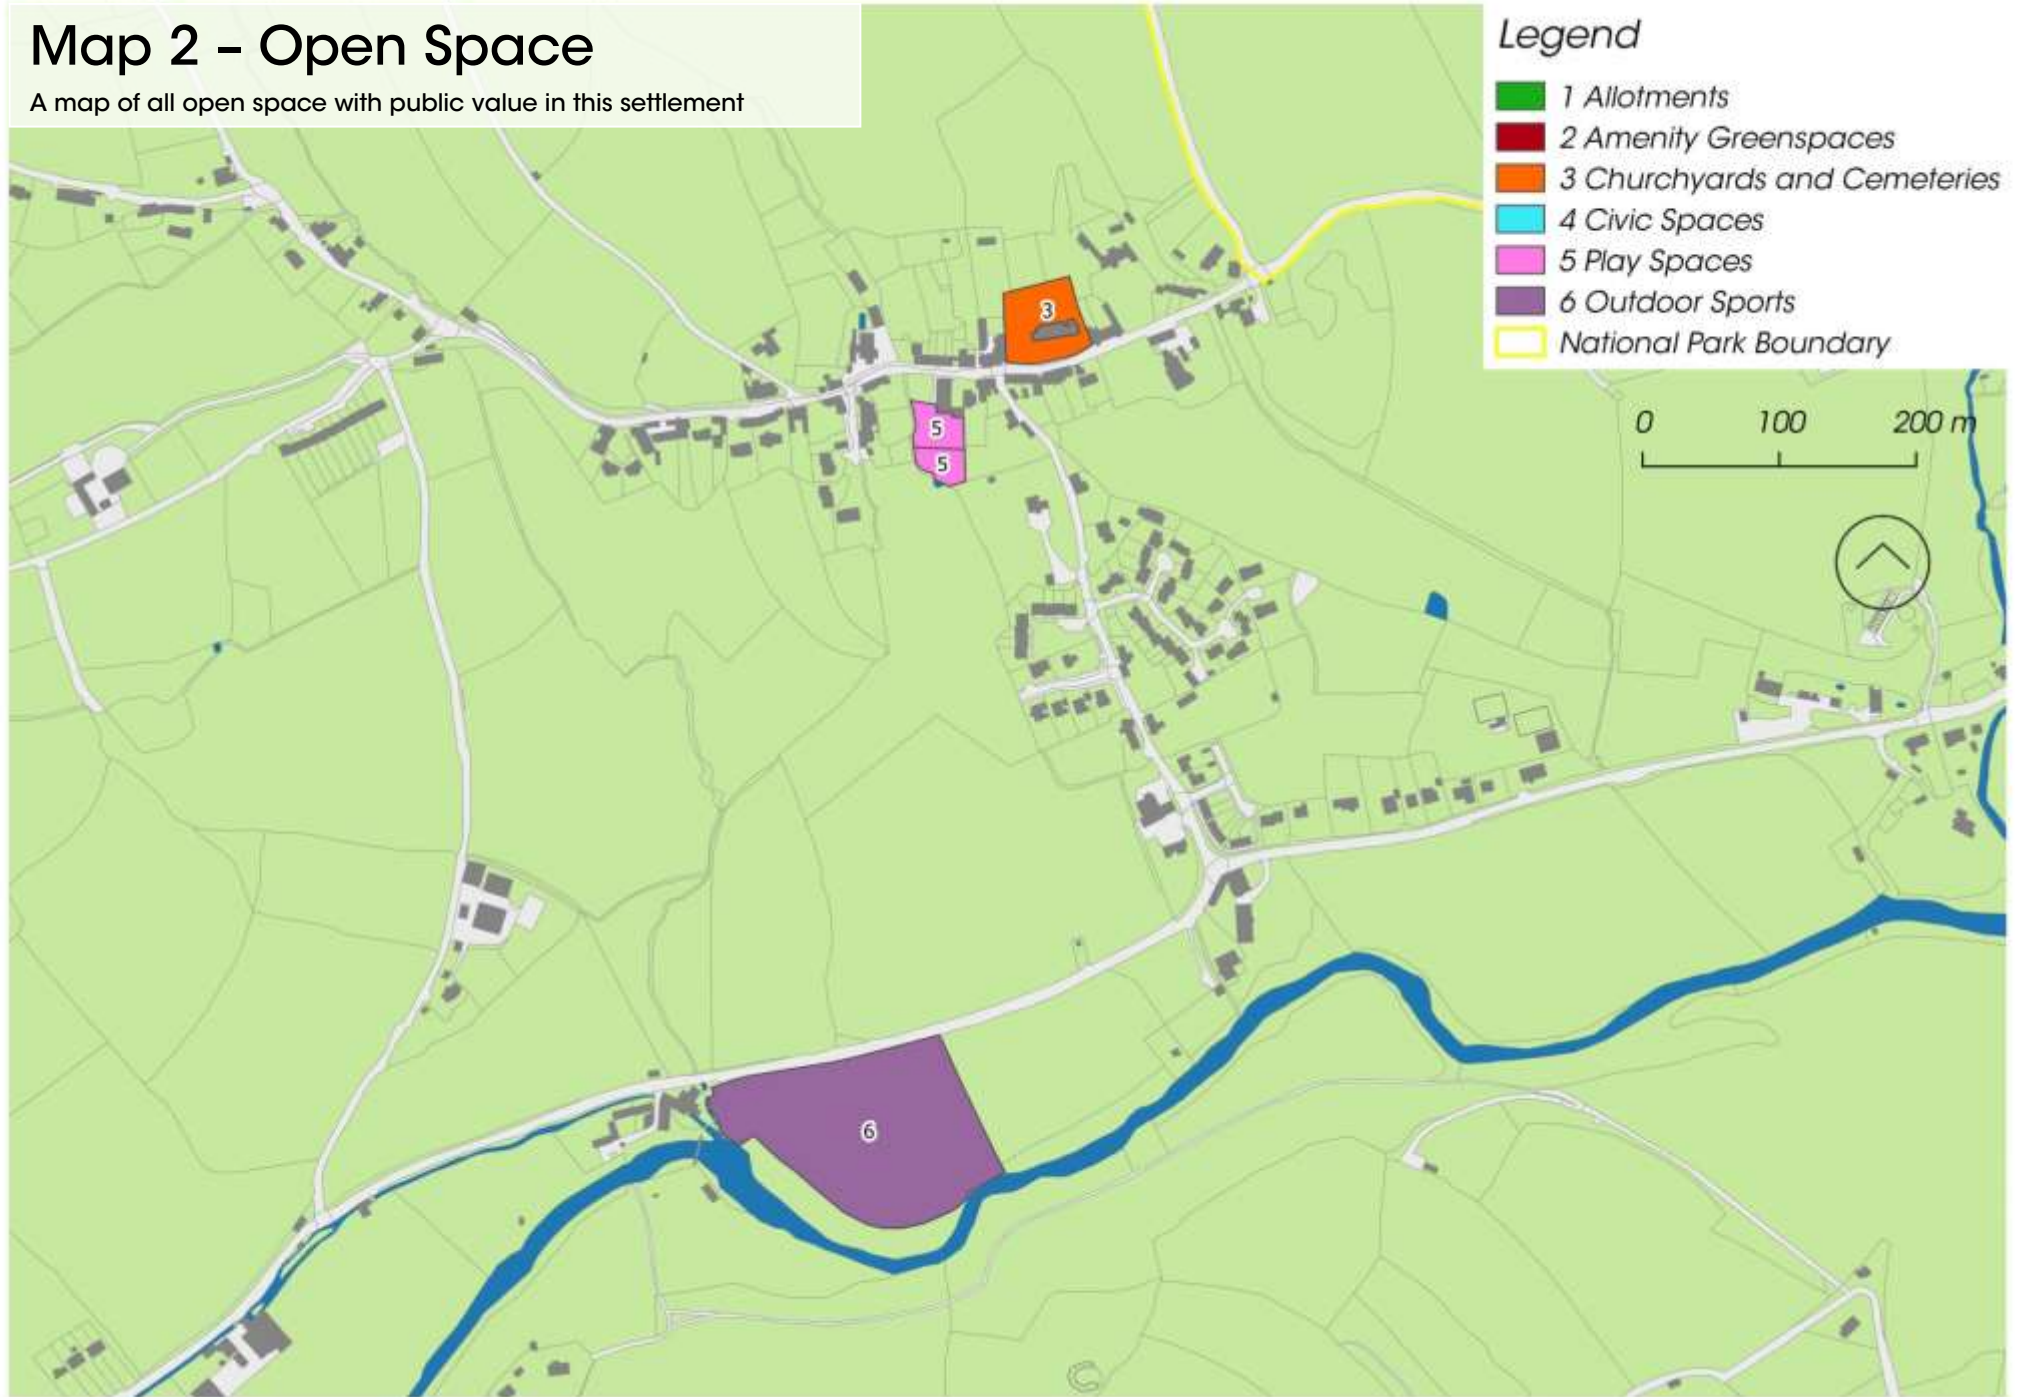 Map 2 – Open Space
A map of all open space with public value in this settlement
Legend
1 Allotments
2 Amenity Greenspaces
3 Churchyards and Cemeteries
4 Civic Spaces
5 Play Spaces
6 Outdoor Sports
National Park Boundary
0 100 200 m
3
5
5
6